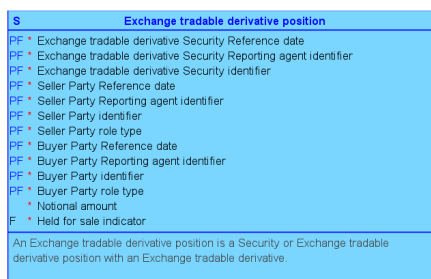 S Exchange tradable derivative position
PF * Exchange tradable derivative Security Reference date
PF * Exchange tradable derivative Security Reporting agent identifier
PF * Exchange tradable derivative Security identifier
PF * Seller Party Reference date
PF * Seller Party Reporting agent identifier
PF * Seller Party identifier
PF * Seller Party role type
PF * Buyer Party Reference date
PF * Buyer Party Reporting agent identifier
PF * Buyer Party identifier
PF * Buyer Party role type
* Notional amount
F * Held for sale indicator
An Exchange tradable derivative position is a Security or Exchange tradable
derivative position with an Exchange tradable derivative.